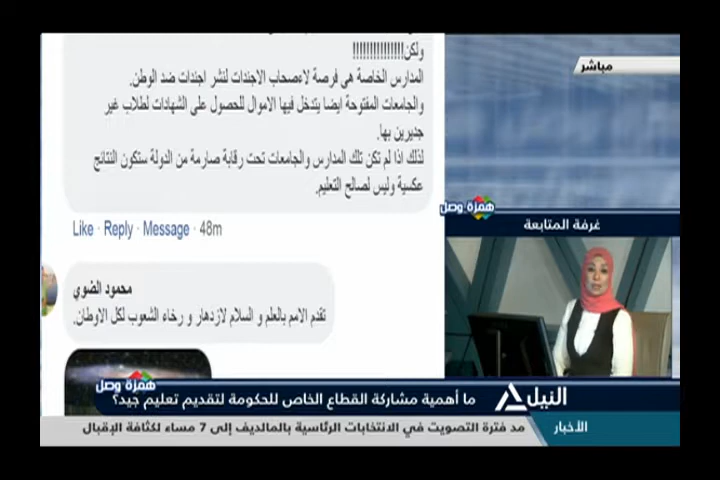 ولكن!!!!!!!!!!!!!!!
المدارس الخاصة هى فرصة لاءصحاب الاجندات لنشر اجندات ضد الوطن.
والجامعات المفتوحة ايضا يتدخل فيها الاموال للحصول على الشهادات لطلاب غير
جديرين بها.
لذلك اذا لم تكن تلك المدارس والجامعات تحت رقابة صارمة من الدولة ستكون النتائج
عكسية وليس لصالح التعليم.
Like · Reply · Message · 48m
محمود الضوي
تقدم الامم بالعلم و السلام لازدهار و رخاء الشعوب لكل الاوطان.
مباشر
همزة وصل
غرفة المتابعة
همزة وصل
النيل
ما أهمية مشاركة القطاع الخاص للحكومة لتقديم تعليم جيد؟
الأخبار
مد فترة التصويت في الانتخابات الرئاسية بالمالديف إلى 7 مساء لكثافة الإقبال